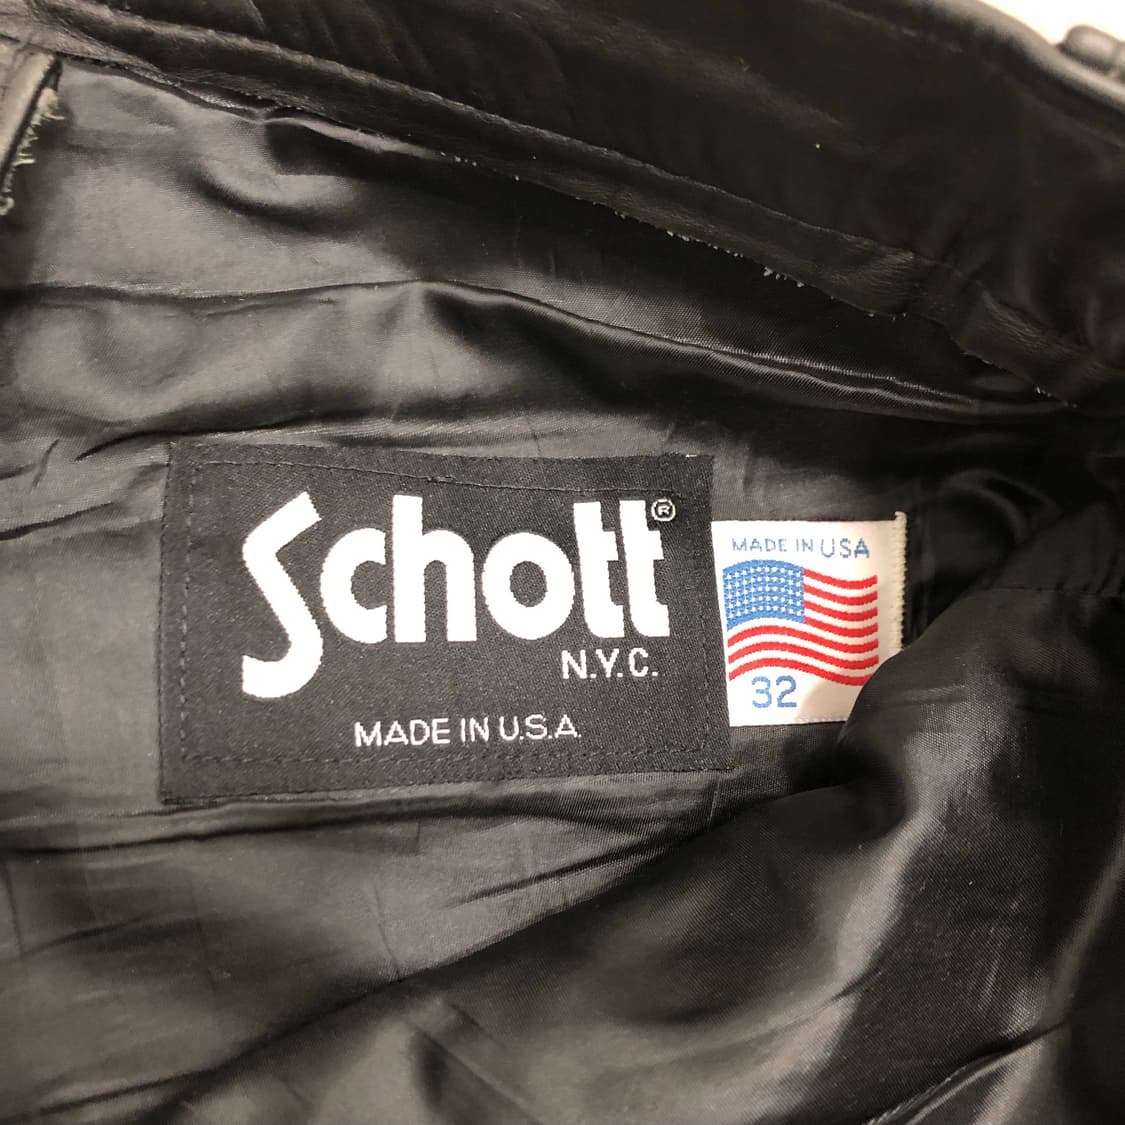 Schott®
N.Y.C.
MADE IN U.S.A.
MADE IN USA
32